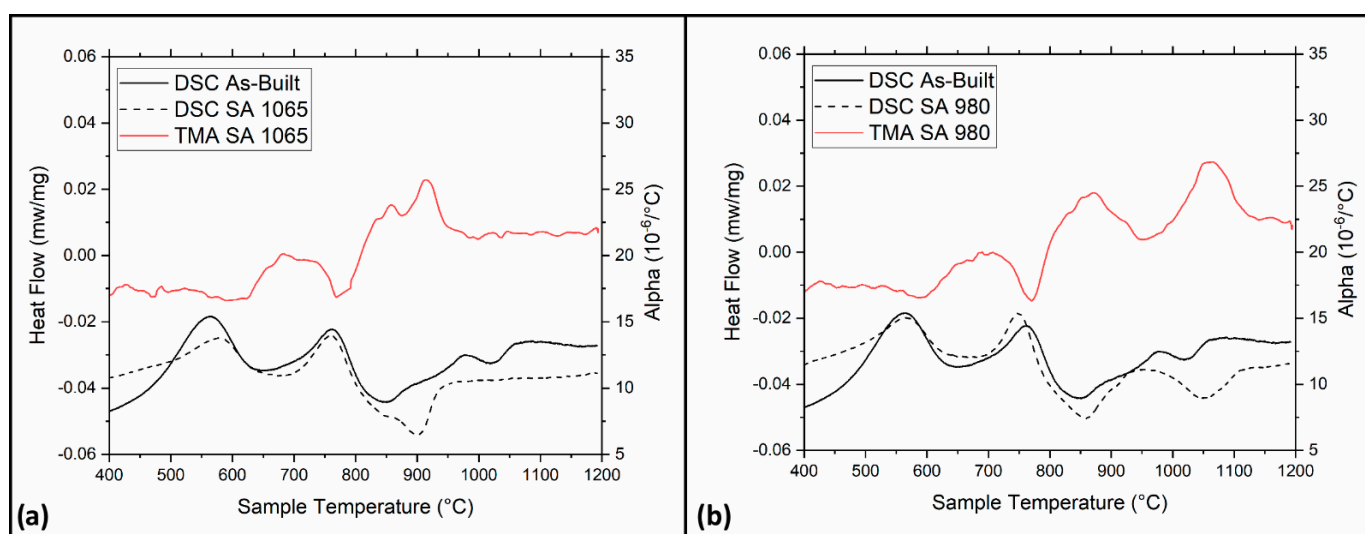 DSC As-Built
DSC SA 1065
TMA SA 1065
Heat Flow (mw/mg)
0.06
0.04
0.02
0.00
-0.02
-0.04
-0.06
35
30
25
20
15
10
5
Alpha (10-6/°C)
400 500 600 700 800 900 1000 1100 1200
Sample Temperature (°C)
(a)
DSC As-Built
DSC SA 980
TMA SA 980
Heat Flow (mw/mg)
0.06
0.04
0.02
0.00
-0.02
-0.04
-0.06
35
30
25
20
15
10
5
Alpha (10-6/°C)
400 500 600 700 800 900 1000 1100 1200
Sample Temperature (°C)
(b)